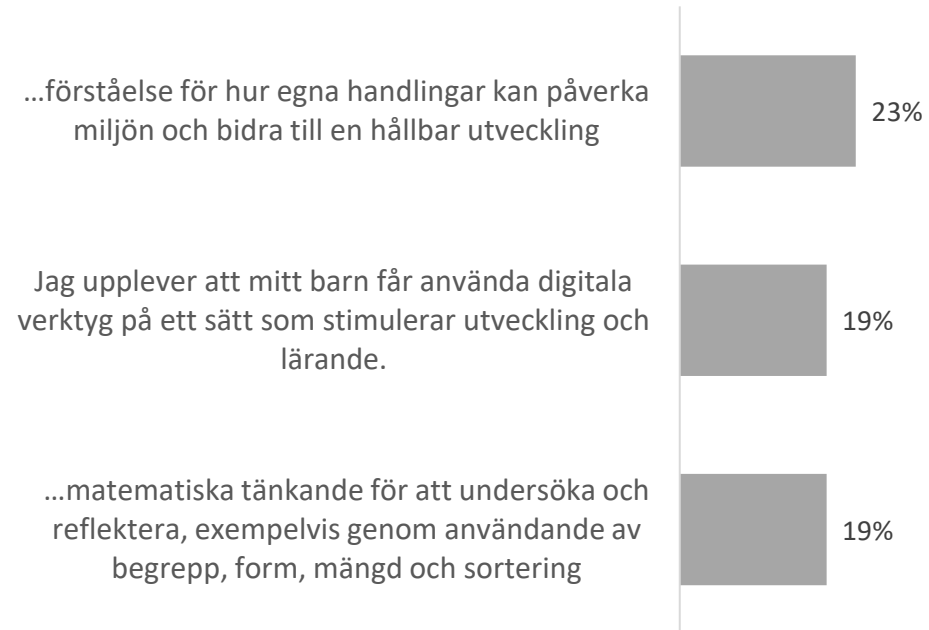 ...förståelse för hur egna handlingar kan påverka
miljön och bidra till en hållbar utveckling
23%
Jag upplever att mitt barn får använda digitala
verktyg på ett sätt som stimulerar utveckling och
lärande.
19%
...matematiska tänkande för att undersöka och
reflektera, exempelvis genom användande av
begrepp, form, mängd och sortering
19%